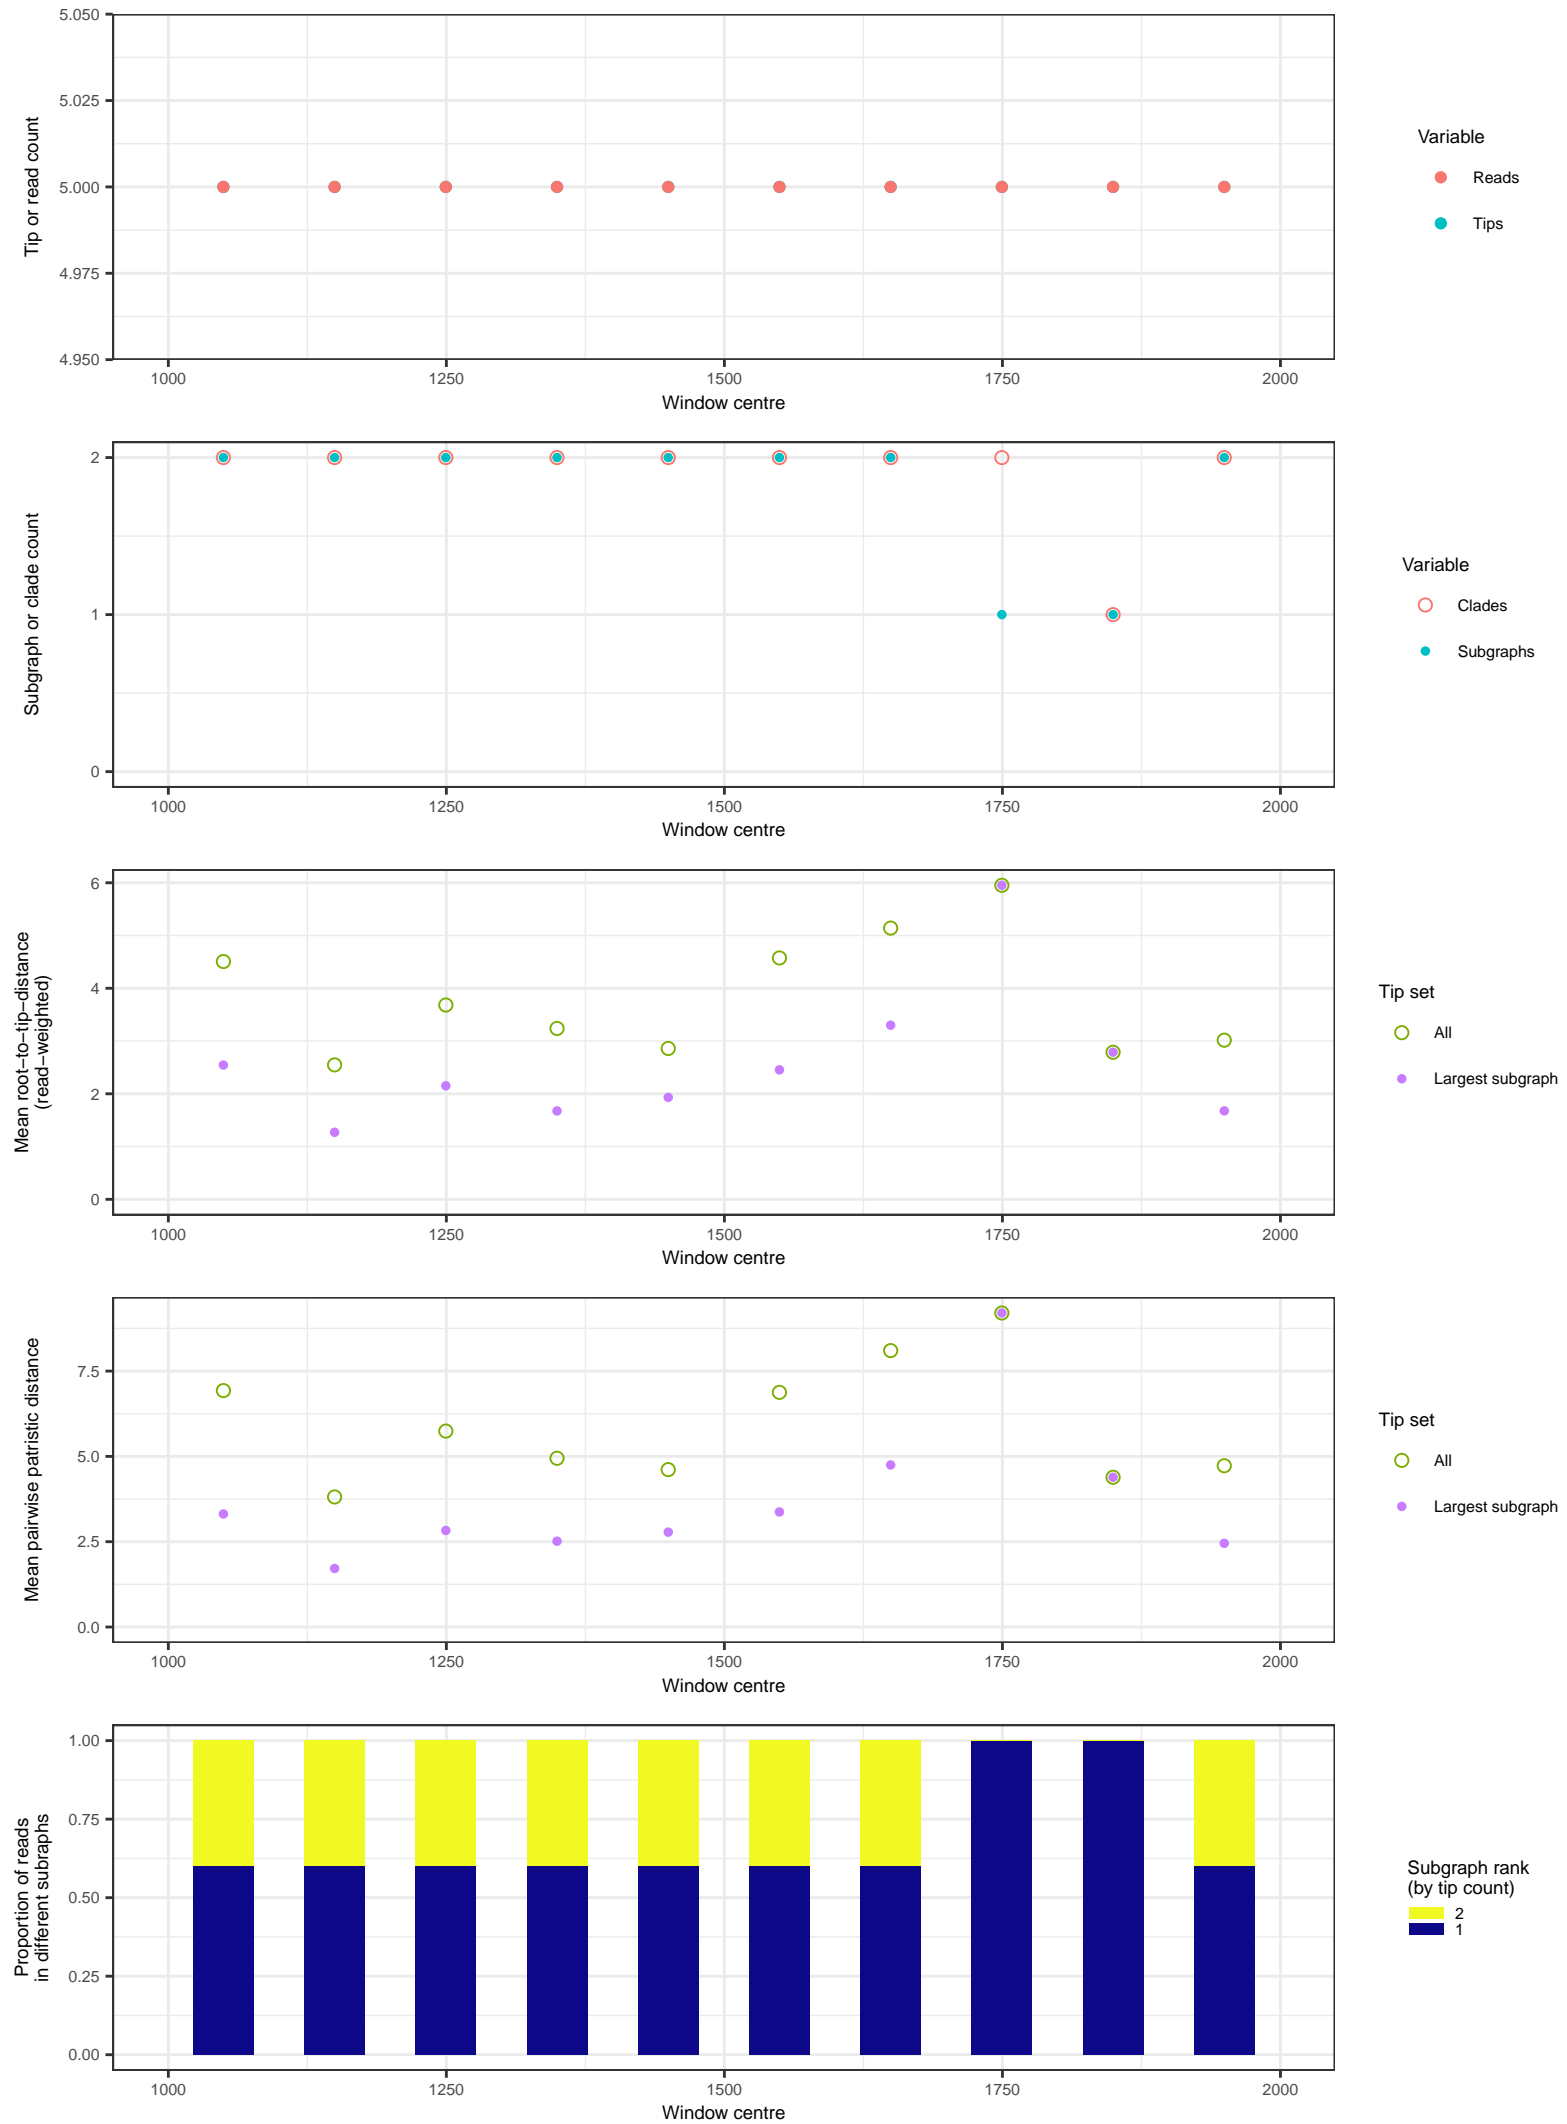 5.050
5.025
5.000
4.975
4.950
Tip or read count
1000 1250 1500 1750 2000
Window centre
Variable
Reads
Tips
2
1
0
Subgraph or clade count
1000 1250 1500 1750 2000
Window centre
Variable
Clades
Subgraphs
6
4
2
0
Mean root−to−tip−distance
(read−weighted)
1000 1250 1500 1750 2000
Window centre
Tip set
All
Largest subgraph
7.5
5.0
2.5
0.0
Mean pairwise patristic distance
1000 1250 1500 1750 2000
Window centre
Tip set
All
Largest subgraph
1.00
0.75
0.50
0.25
0.00
Proportion of reads
in different subraphs
1000 1250 1500 1750 2000
Window centre
Subgraph rank
(by tip count)
2
1